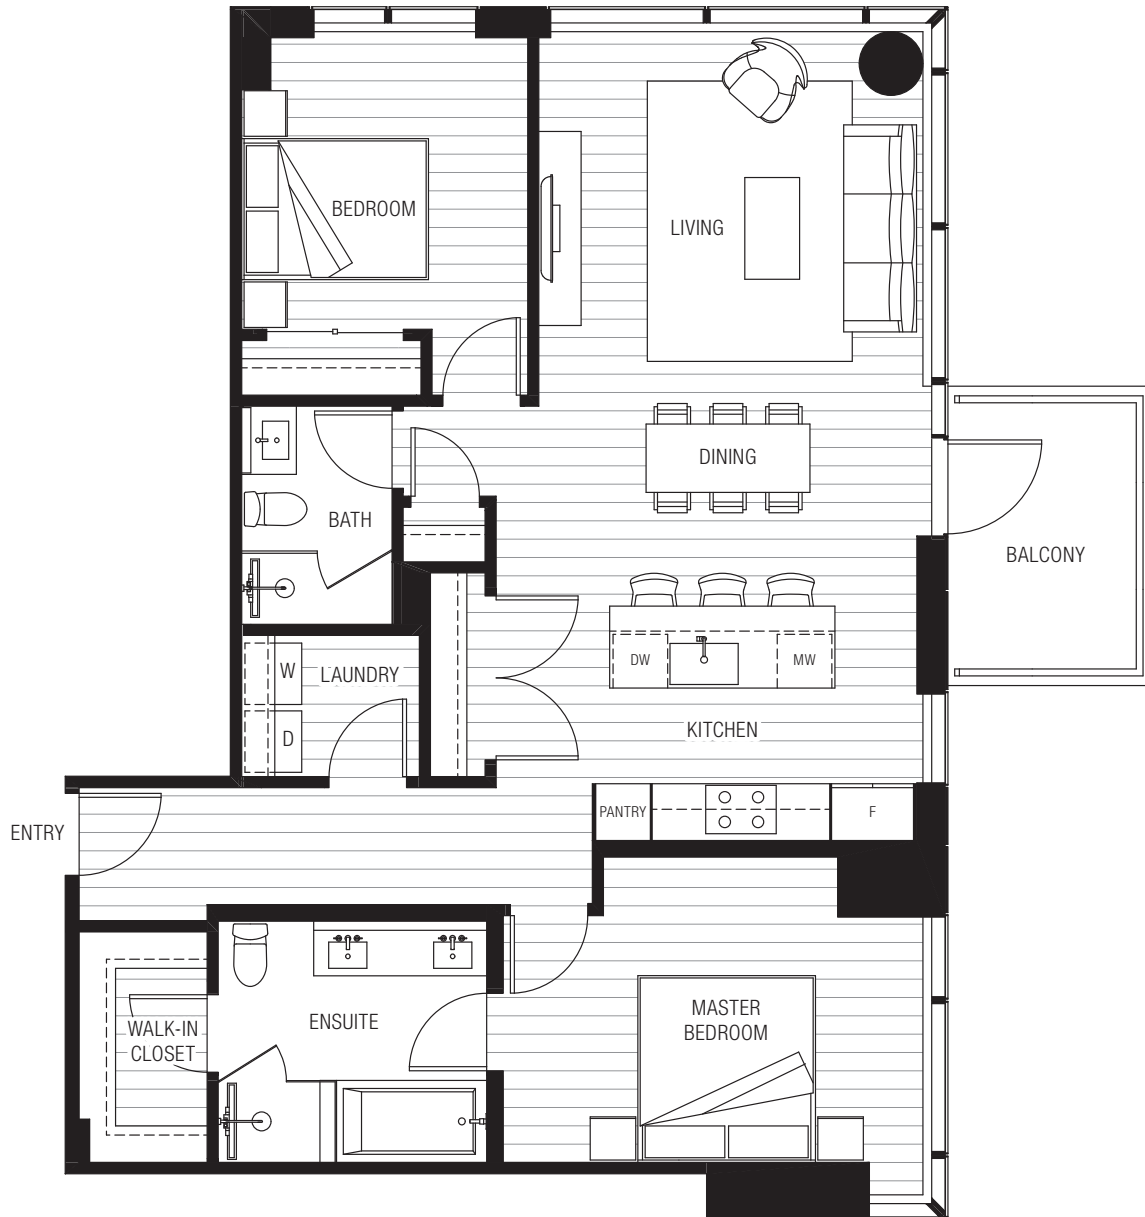 BEDROOM
LIVING
DINING
BATH
BALCONY
W
LAUNDRY
DW
MW
D
KITCHEN
ENTRY
PANTRY
F
MASTER
BEDROOM
ENSUITE
WALK-IN
CLOSET